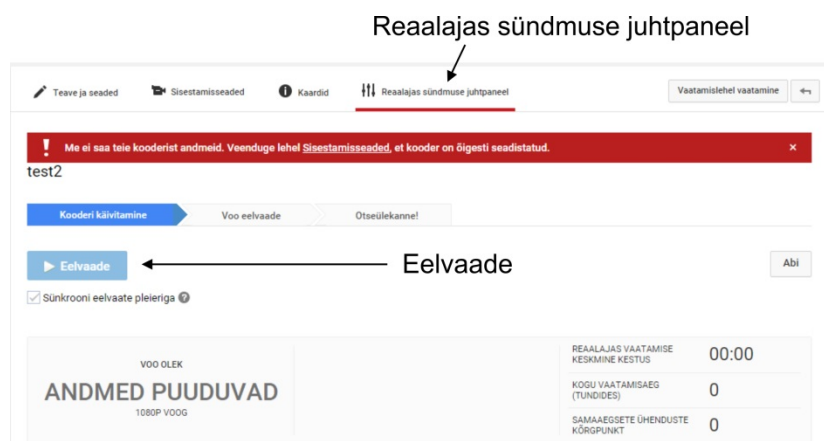 Reaalajas sündmuse juhtpaneel
Teave ja seaded Sisestamisseaded Kaardid Reaalajas sündmuse juhtpaneel Vaatamislehel vaatamine
Me ei saa teie kooderist andmeid. Veenduge lehel Sisestamisseaded, et kooder on õigesti seadistatud. ×
test2
Kooderi käivitamine Voo eelvaade Otseülekanne!
Eelvaade Eelvaade Abi
Sünkrooni eelvaate pleieriga ?
VOO OLEK
ANDMED PUUDUVAD
1080P VOOG
REAALAJAS VAATAMISE
KESKMINE KESTUS 00:00
KOGU VAATAMISAEG
(TUNDIDES) 0
SAMAAEGSETE ÜHENDUSTE
KÕRGPUNKT 0